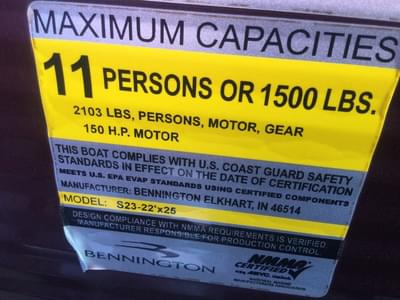 MAXIMUM CAPACITIES
11 PERSONS OR 1500 LBS.
2103 LBS, PERSONS, MOTOR, GEAR
150 H.P. MOTOR
THIS BOAT COMPLIES WITH U.S. COAST GUARD SAFETY
STANDARDS IN EFFECT ON THE DATE OF CERTIFICATION
MEETS U.S. EPA EVAP STANDARDS USING CERTIFIED COMPONENTS
MANUFACTURER: BENNINGTON ELKHART, IN 46514
MODEL: S23-22'x25
DESIGN COMPLIANCE WITH NMMA REQUIREMENTS IS VERIFIED
MANUFACTURER RESPONSIBLE FOR PRODUCTION CONTROL
BENNINGTON
NMMA
CERTIFIED